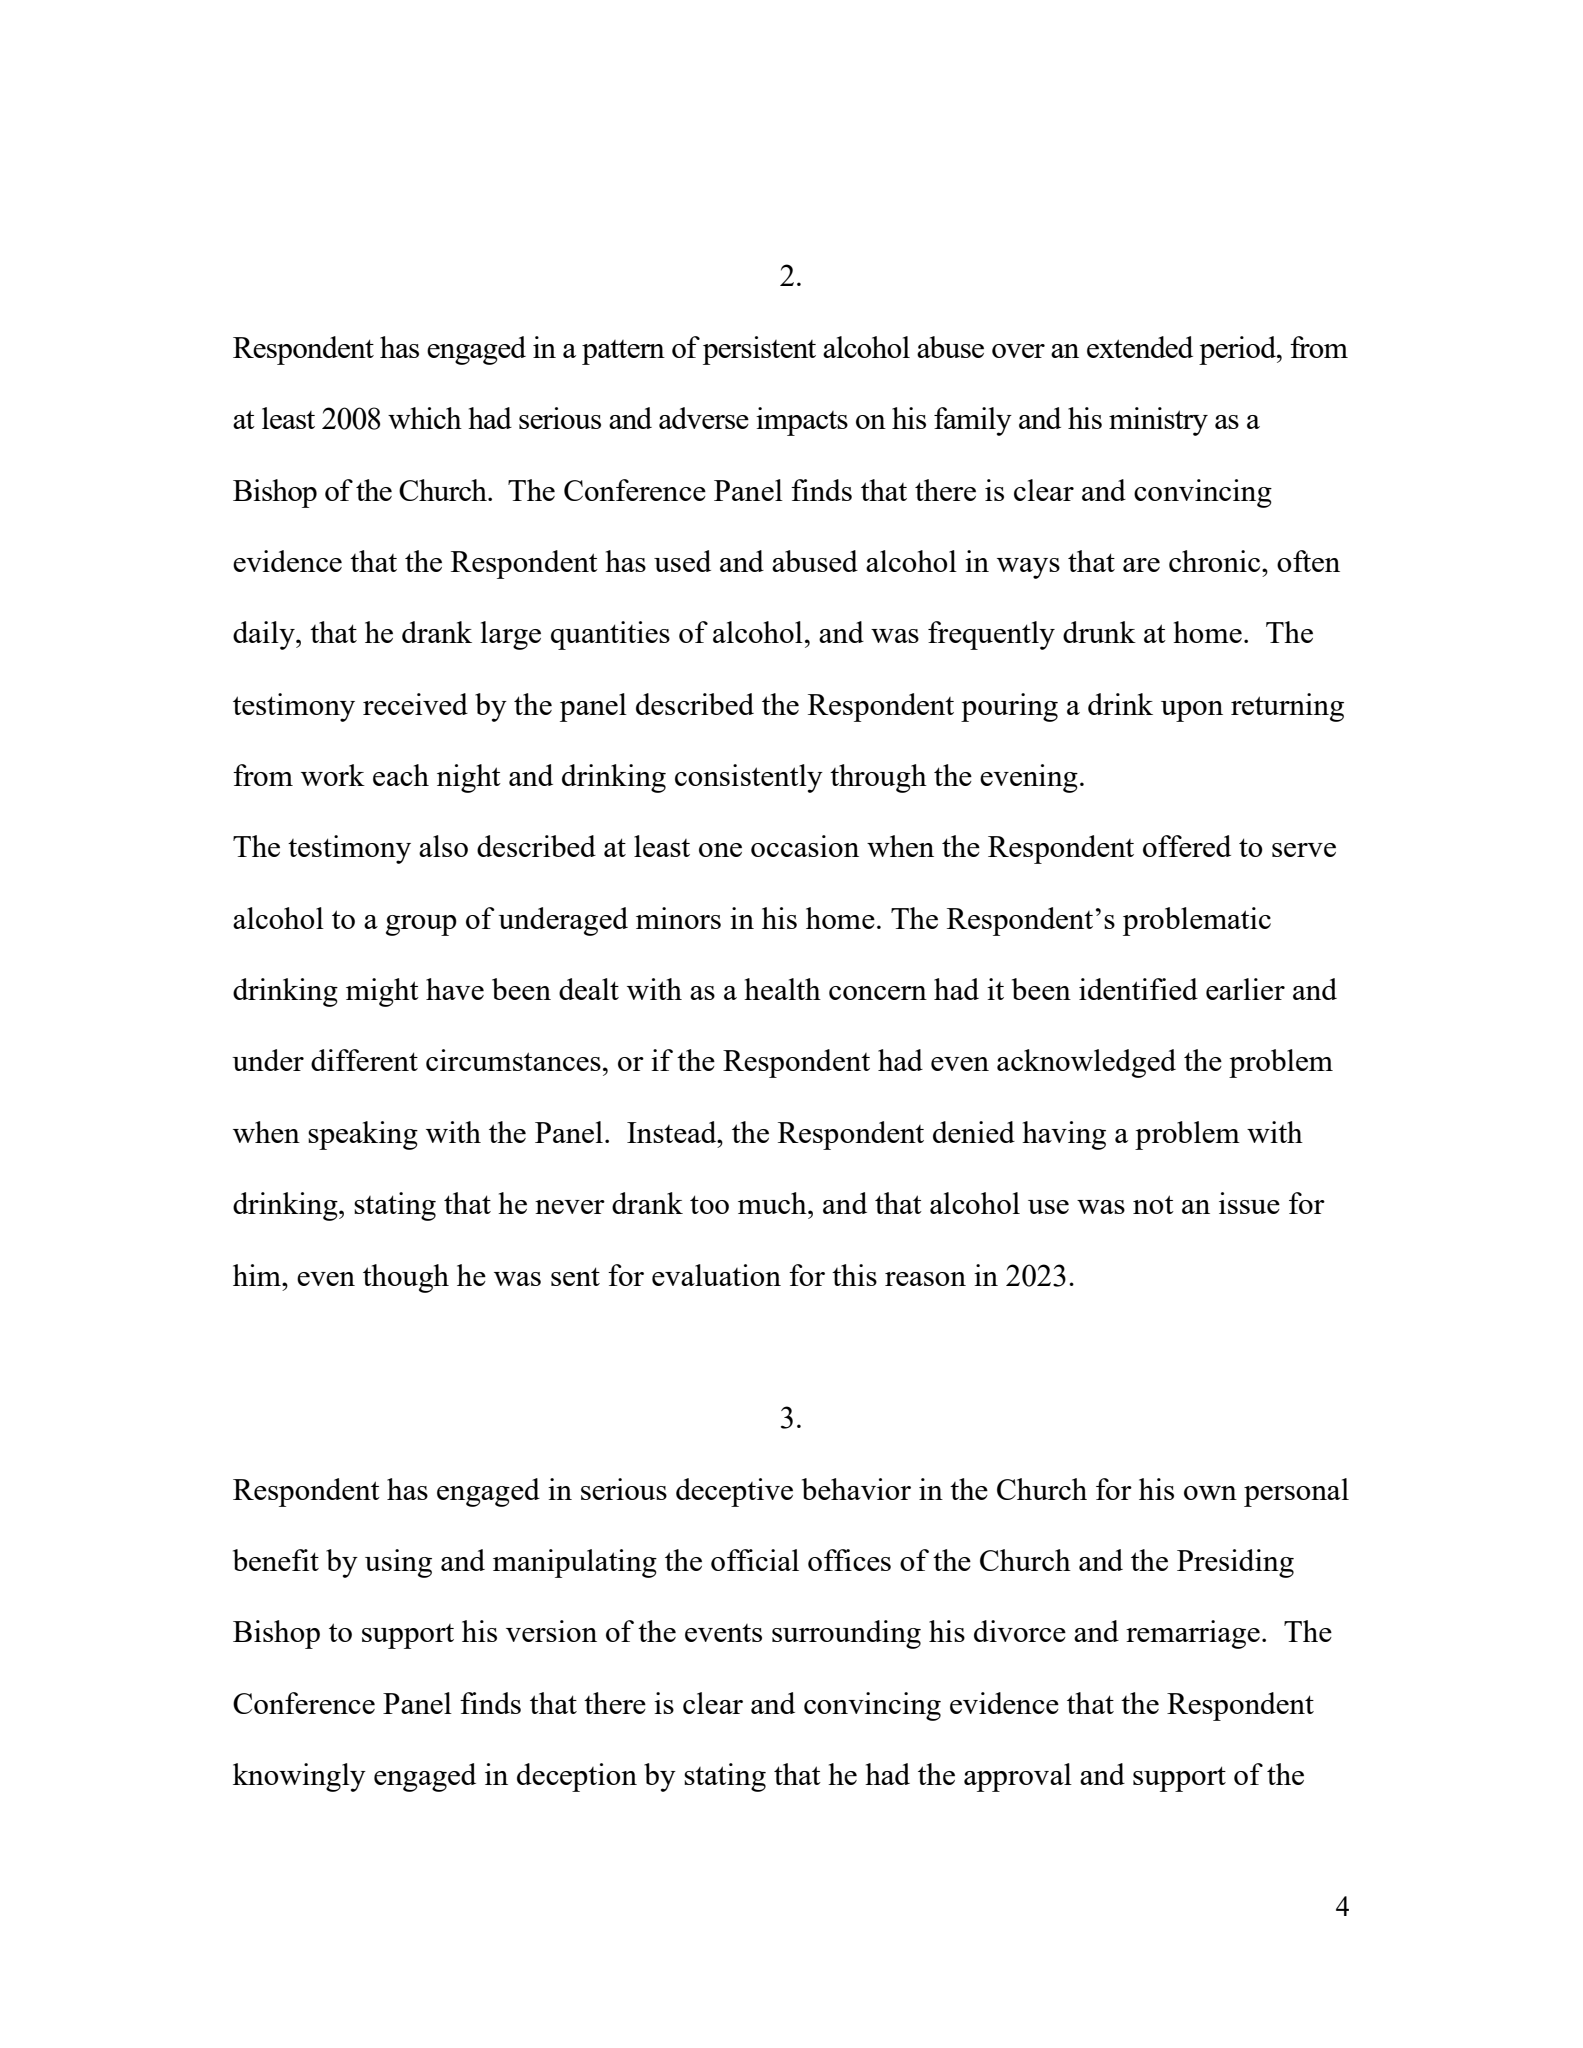 2.
Respondent has engaged in a pattern of persistent alcohol abuse over an extended period, from
at least 2008 which had serious and adverse impacts on his family and his ministry as a
Bishop of the Church.  The Conference Panel finds that there is clear and convincing
evidence that the Respondent has used and abused alcohol in ways that are chronic, often
daily, that he drank large quantities of alcohol, and was frequently drunk at home.  The
testimony received by the panel described the Respondent pouring a drink upon returning
from work each night and drinking consistently through the evening.
The testimony also described at least one occasion when the Respondent offered to serve
alcohol to a group of underaged minors in his home. The Respondent’s problematic
drinking might have been dealt with as a health concern had it been identified earlier and
under different circumstances, or if the Respondent had even acknowledged the problem
when speaking with the Panel.  Instead, the Respondent denied having a problem with
drinking, stating that he never drank too much, and that alcohol use was not an issue for
him, even though he was sent for evaluation for this reason in 2023.
3.
Respondent has engaged in serious deceptive behavior in the Church for his own personal
benefit by using and manipulating the official offices of the Church and the Presiding
Bishop to support his version of the events surrounding his divorce and remarriage.  The
Conference Panel finds that there is clear and convincing evidence that the Respondent
knowingly engaged in deception by stating that he had the approval and support of the
4